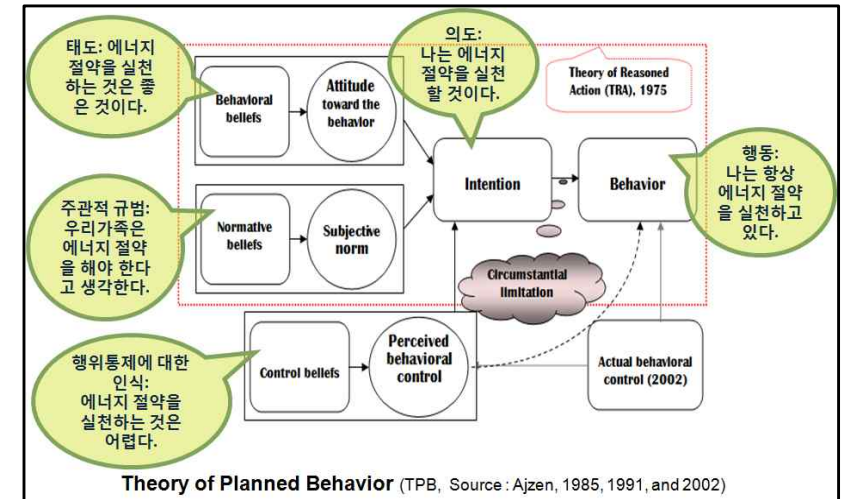 태도: 에너지
절약을 실천
하는 것은 좋
은 것이다.
의도:
나는 에너지
절약을 실천
할 것이다.
Theory of Reasoned
Action (TRA), 1975
Behavioral
beliefs
Attitude
toward the
behavior
행동:
나는 항상
에너지 절약
을 실천하고
있다.
Intention
Behavior
주관적 규범:
우리가족은
에너지 절약
을 해야 한다
고 생각한다.
Normative
beliefs
Subjective
norm
Circumstantial
limitation
행위통제에 대한
인식:
에너지 절약을
실천하는 것은
어렵다.
Control beliefs
Perceived
behavioral
control
Actual behavioral
control (2002)
Theory of Planned Behavior (TPB, Source : Ajzen, 1985, 1991, and 2002)